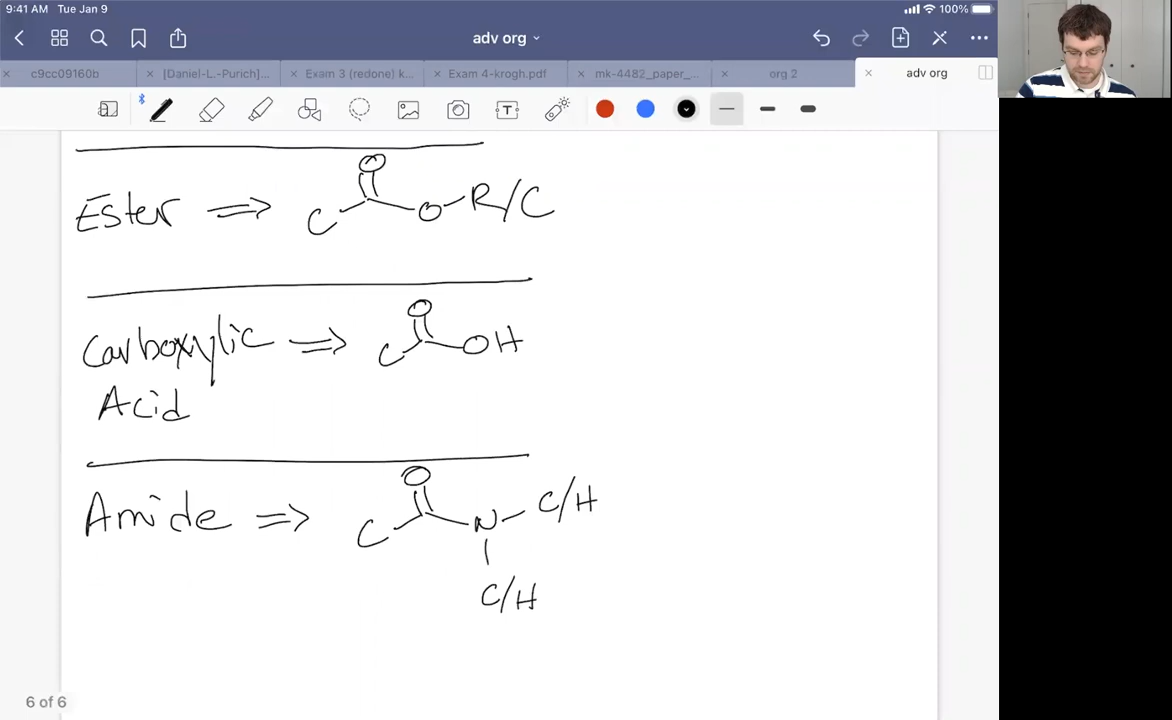 9:41 AM Tue Jan 9
100%
adv org
c9cc09160b
[Daniel-L.-Purich]...
Exam 3 (redone) k...
Exam 4-krogh.pdf
mk-4482_paper_...
org 2
adv org
O
Ester ⇒ C O R/C
O
Carboxylic ⇒ C OH
Acid
O
Amide ⇒ C N C/H
C/H
6 of 6